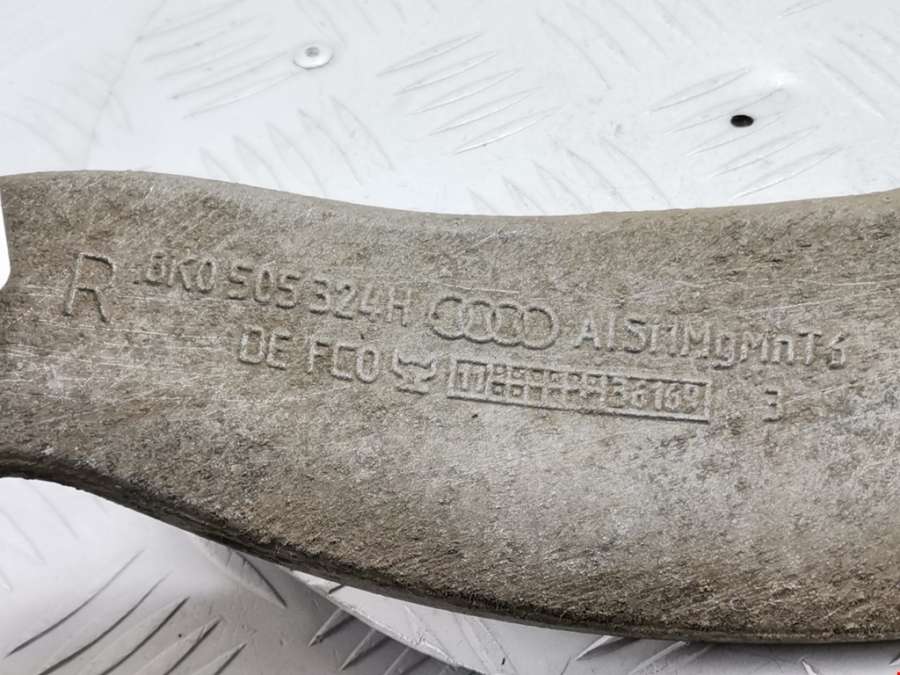 R 8K0 505 324H AlSi1MgMnT6
DE FCO
3